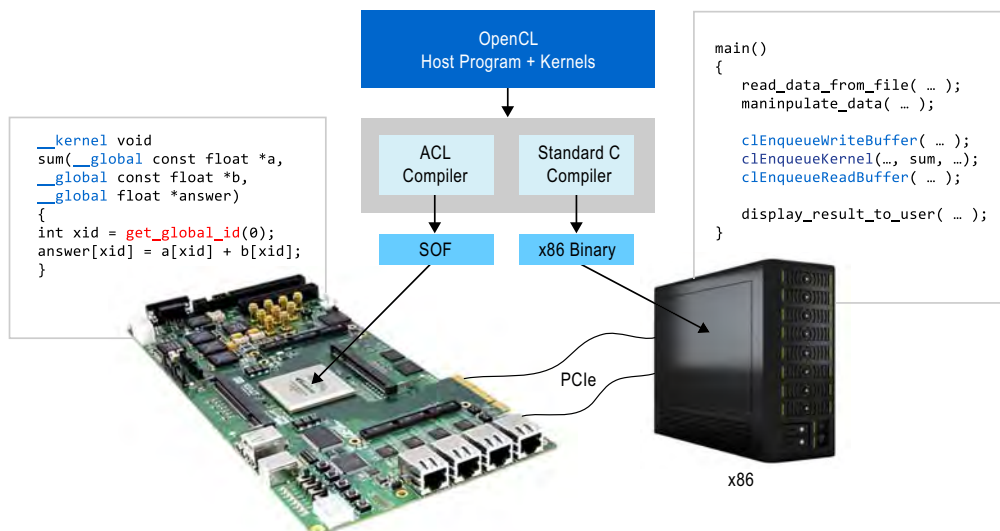 OpenCL
Host Program + Kernels
ACL
Compiler
Standard C
Compiler
SOF
x86 Binary
__kernel void
sum(__global const float *a,
__global const float *b,
__global float *answer)
{
int xid = get_global_id(0);
answer[xid] = a[xid] + b[xid];
}
main()
{
read_data_from_file( … );
maninpulate_data( … );
clEnqueueWriteBuffer( … );
clEnqueueKernel(…, sum, …);
clEnqueueReadBuffer( … );
display_result_to_user( … );
}
PCIe
x86